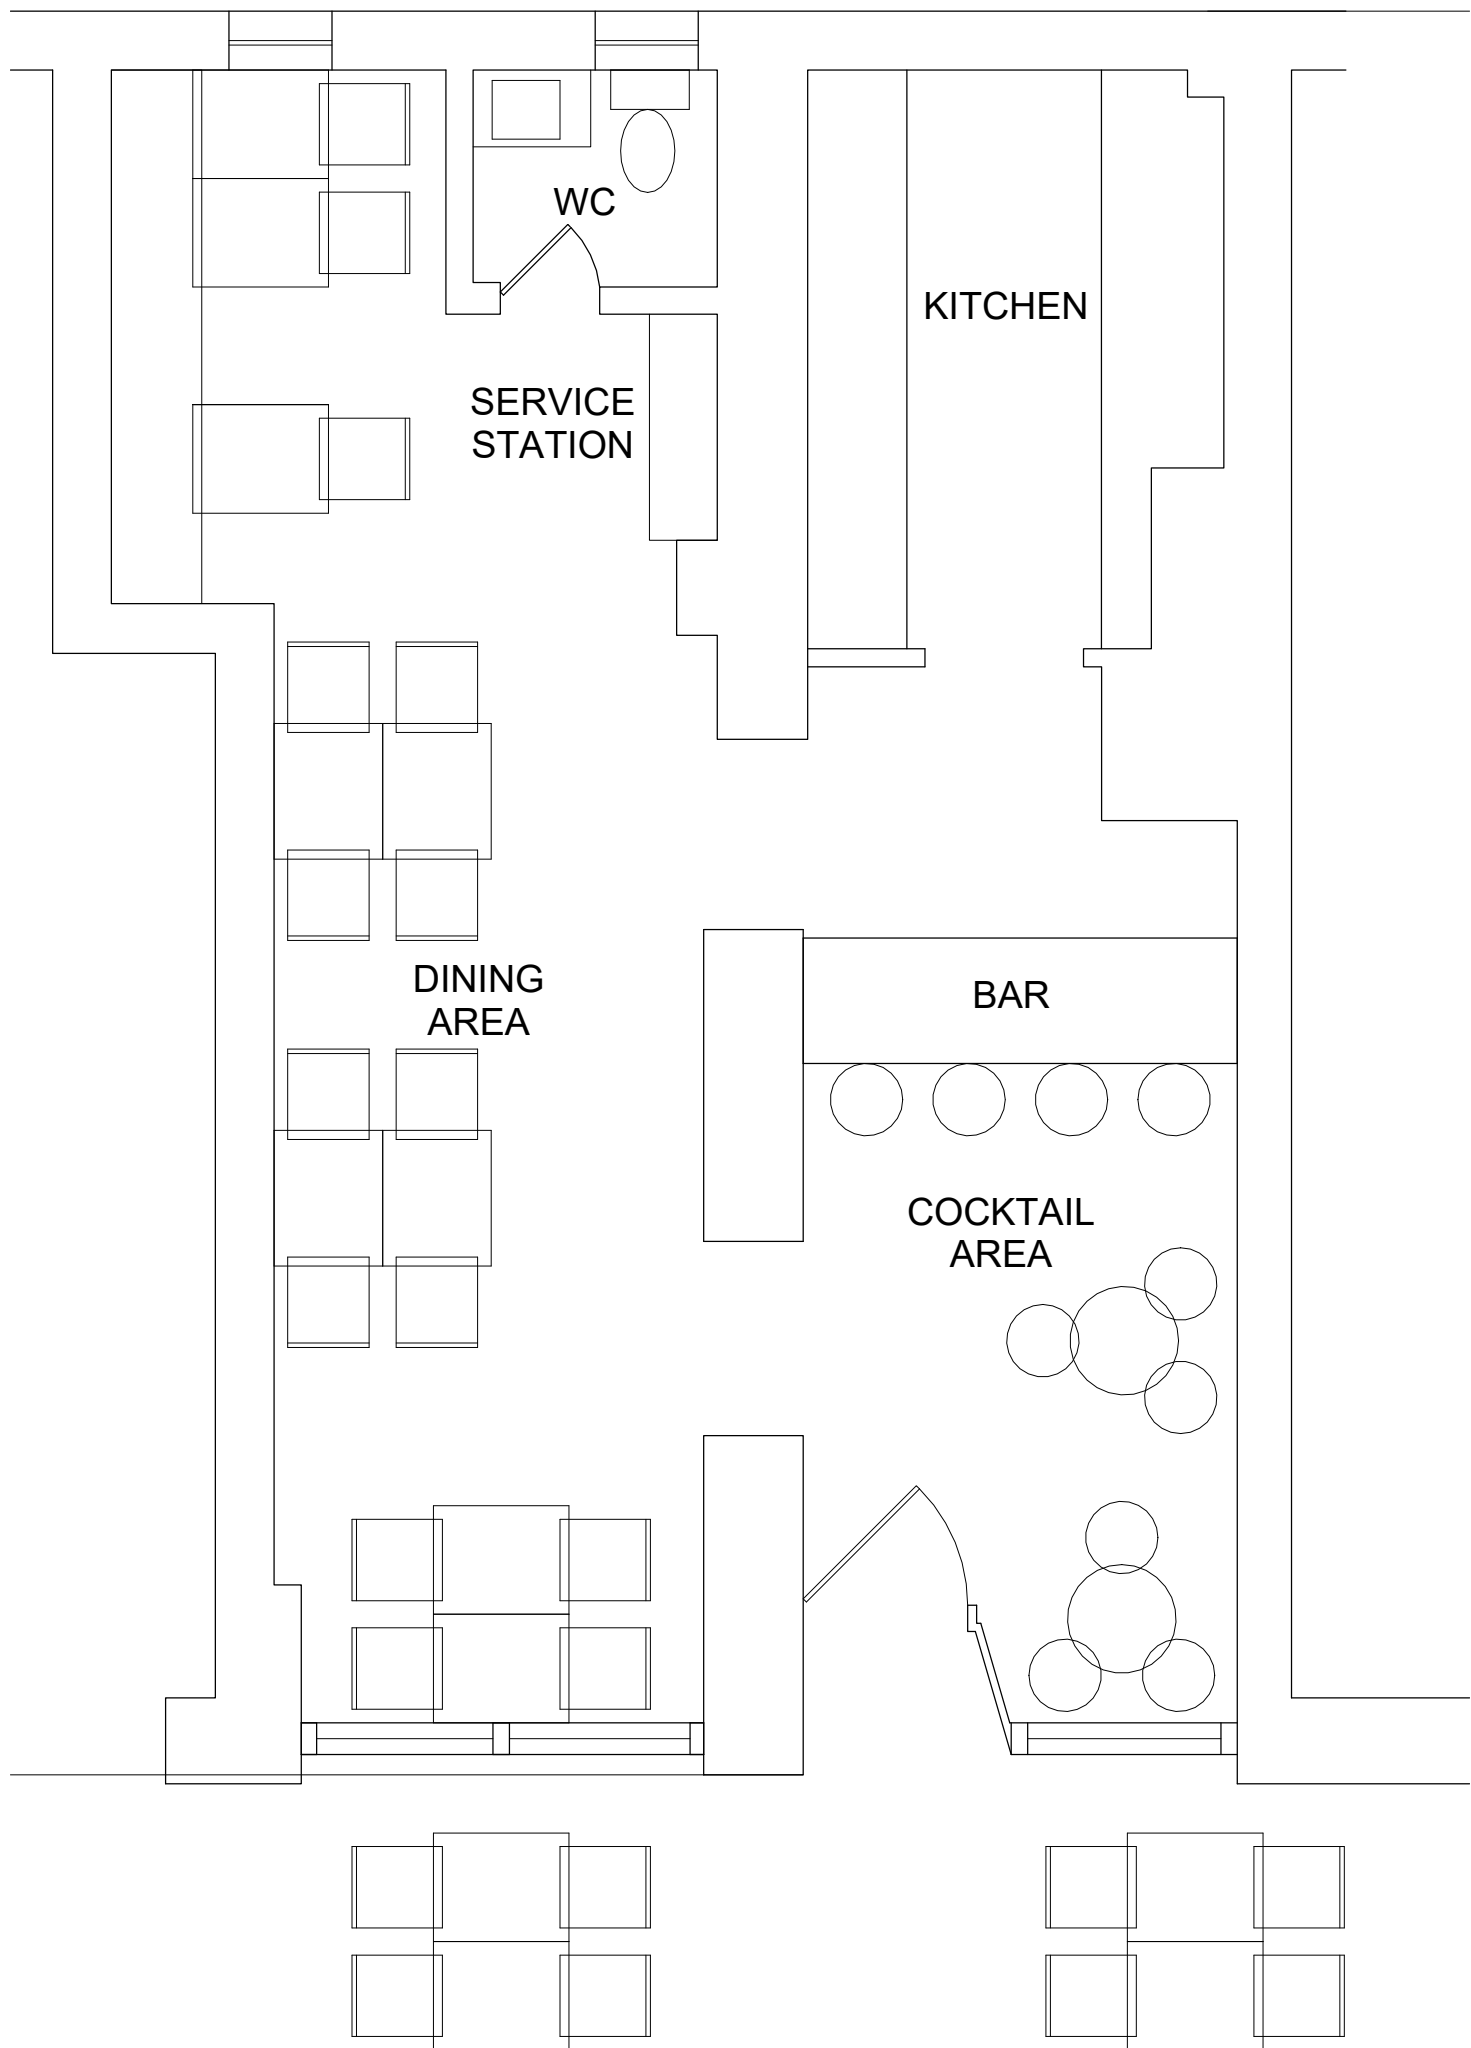 WC
KITCHEN
SERVICE
STATION
DINING
AREA
BAR
COCKTAIL
AREA